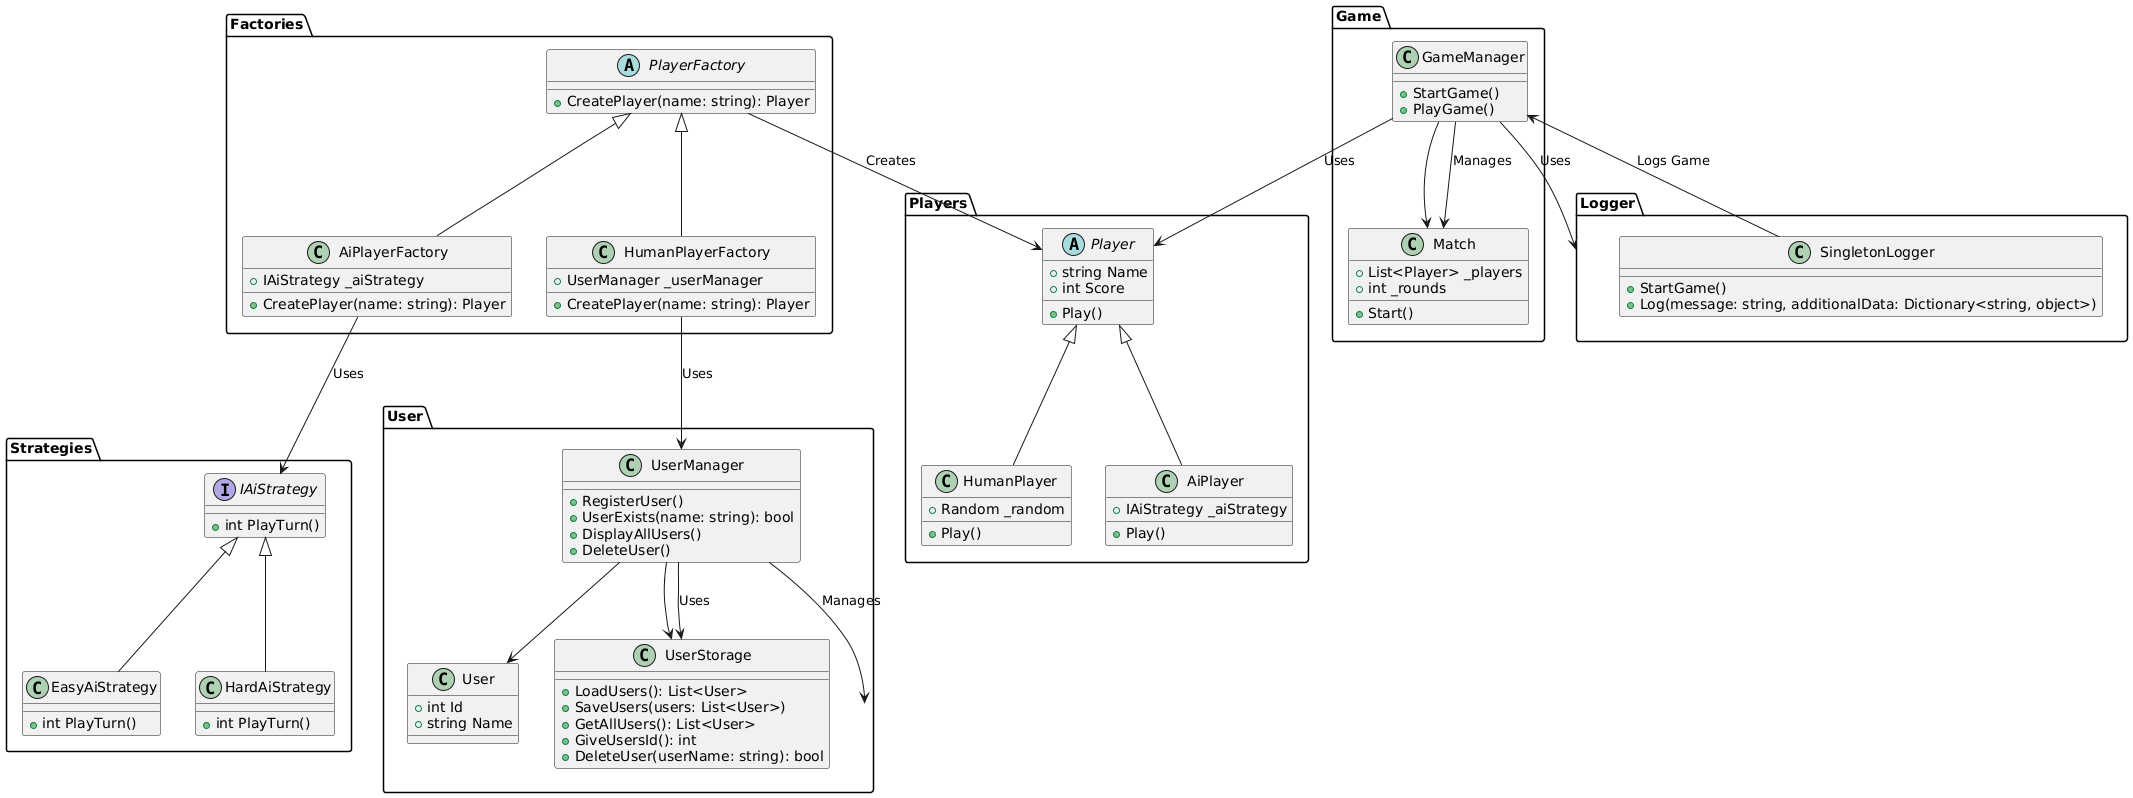 Factories
A PlayerFactory
CreatePlayer(name: string): Player
Creates
C AiPlayerFactory
IAiStrategy _aiStrategy
CreatePlayer(name: string): Player
C HumanPlayerFactory
UserManager _userManager
CreatePlayer(name: string): Player
Uses
Uses
Game
C GameManager
StartGame()
PlayGame()
Uses
Manages
Uses
Logs Game
C Match
List<Player> _players
int _rounds
Start()
Logger
C SingletonLogger
StartGame()
Log(message: string, additionalData: Dictionary<string, object>)
Players
A Player
string Name
int Score
Play()
C HumanPlayer
Random _random
Play()
C AiPlayer
IAiStrategy _aiStrategy
Play()
Strategies
I IAiStrategy
int PlayTurn()
C EasyAiStrategy
int PlayTurn()
C HardAiStrategy
int PlayTurn()
User
C UserManager
RegisterUser()
UserExists(name: string): bool
DisplayAllUsers()
DeleteUser()
Uses
Manages
C User
int Id
string Name
C UserStorage
LoadUsers(): List<User>
SaveUsers(users: List<User>)
GetAllUsers(): List<User>
GiveUsersId(): int
DeleteUser(userName: string): bool